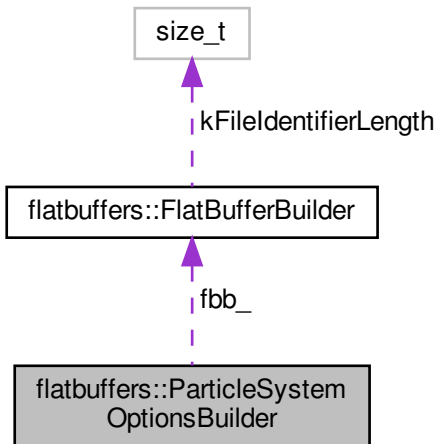 size_t
kFileIdentifierLength
flatbuffers::FlatBufferBuilder
fbb_
flatbuffers::ParticleSystem
OptionsBuilder